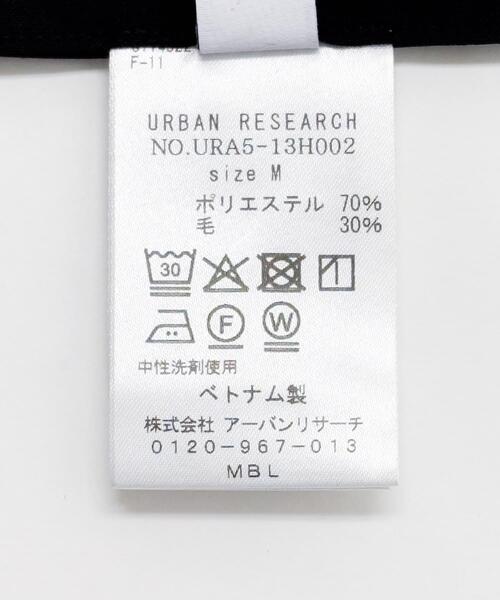 F-11
URBAN RESEARCH
NO.URA5-13H002
size M
ポリエステル 70%
毛 30%
30
F W
中性洗剤使用
ベトナム製
株式会社 アーバンリサーチ
0120-967-013
MBL